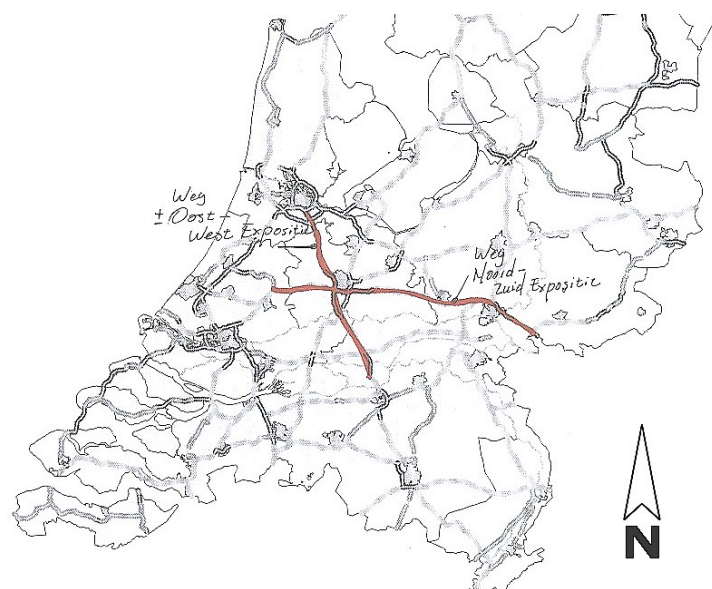 Weg
± Oost-
West Expositie
Weg
Noord-
zuid Expositie
N